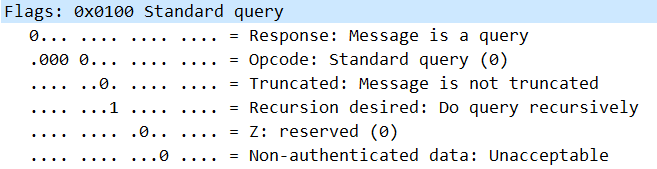 Flags: 0x0100 Standard query
0... .... .... .... = Response: Message is a query
.000 0... .... .... = Opcode: Standard query (0)
.... ..0. .... .... = Truncated: Message is not truncated
.... ...1 .... .... = Recursion desired: Do query recursively
.... .... .0.. .... = Z: reserved (0)
.... .... ...0 .... = Non-authenticated data: Unacceptable